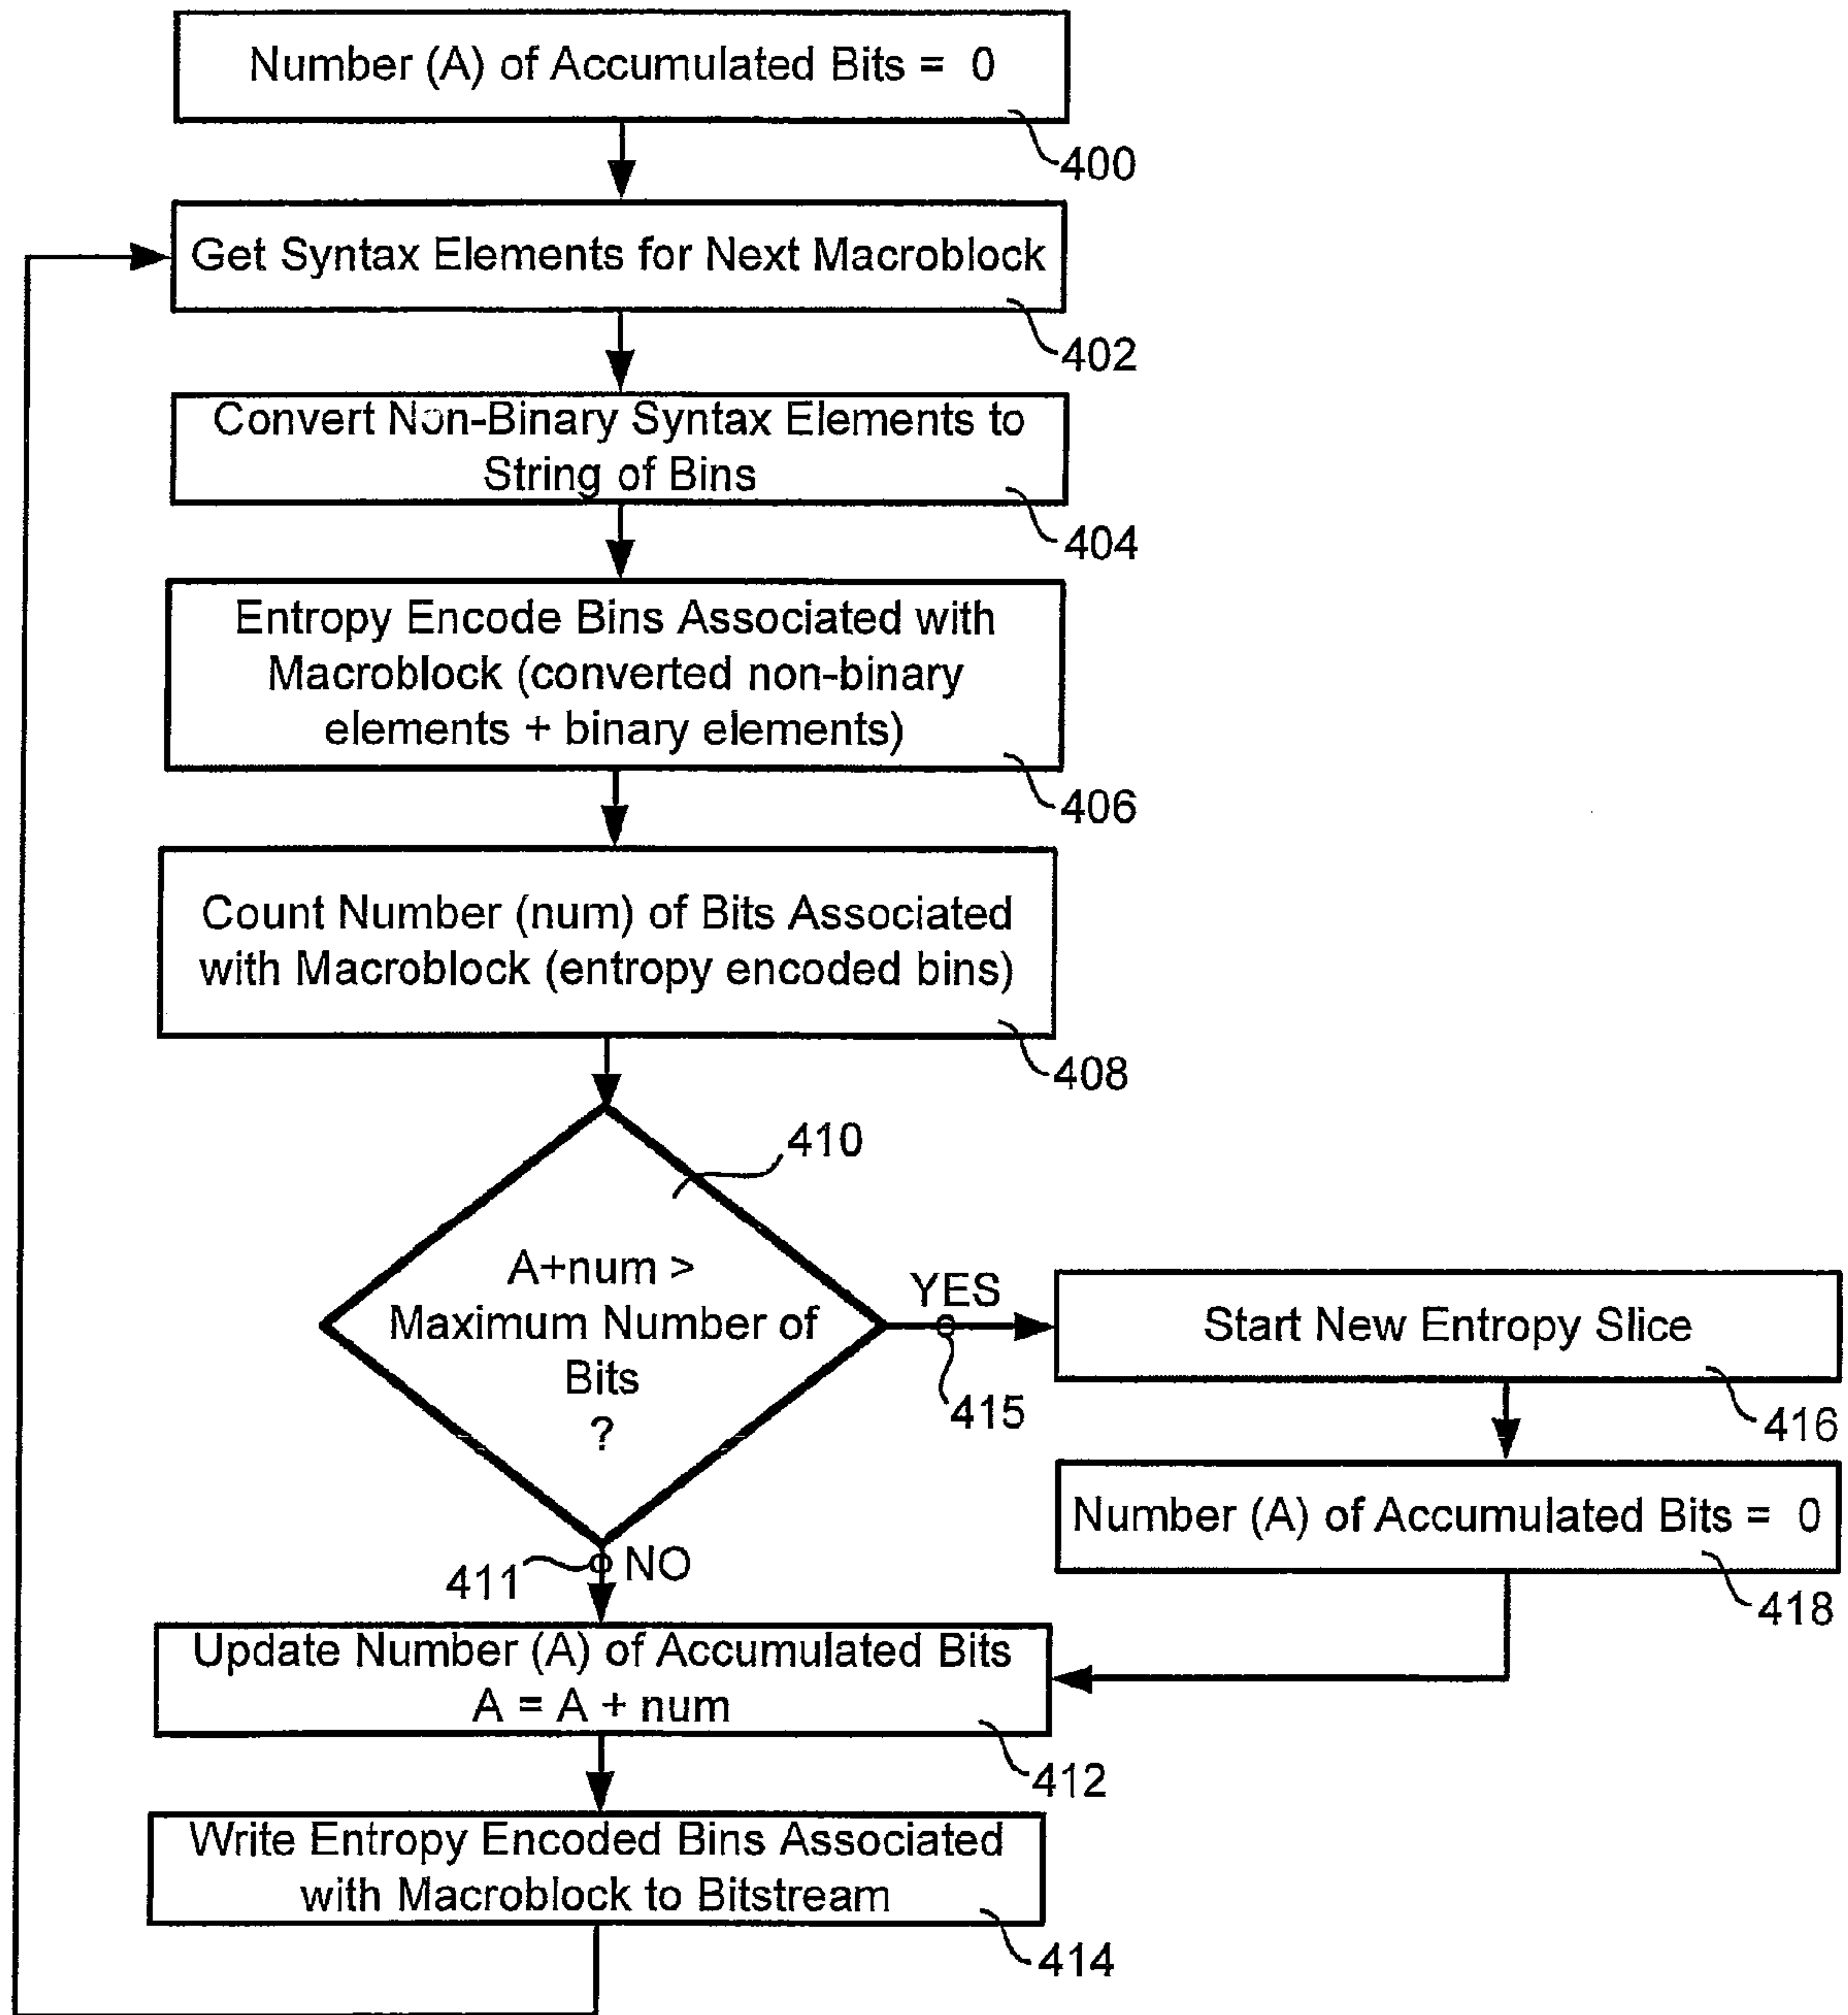 Number (A) of Accumulated Bits = 0
400
Get Syntax Elements for Next Macroblock
402
Convert Non-Binary Syntax Elements to
String of Bins
404
Entropy Encode Bins Associated with
Macroblock (converted non-binary
elements + binary elements)
406
Count Number (num) of Bits Associated
with Macroblock (entropy encoded bins)
408
410
A+num >
Maximum Number of
Bits
?
YES
415
Start New Entropy Slice
416
Number (A) of Accumulated Bits = 0
418
411
NO
Update Number (A) of Accumulated Bits
A = A + num
412
Write Entropy Encoded Bins Associated
with Macroblock to Bitstream
414